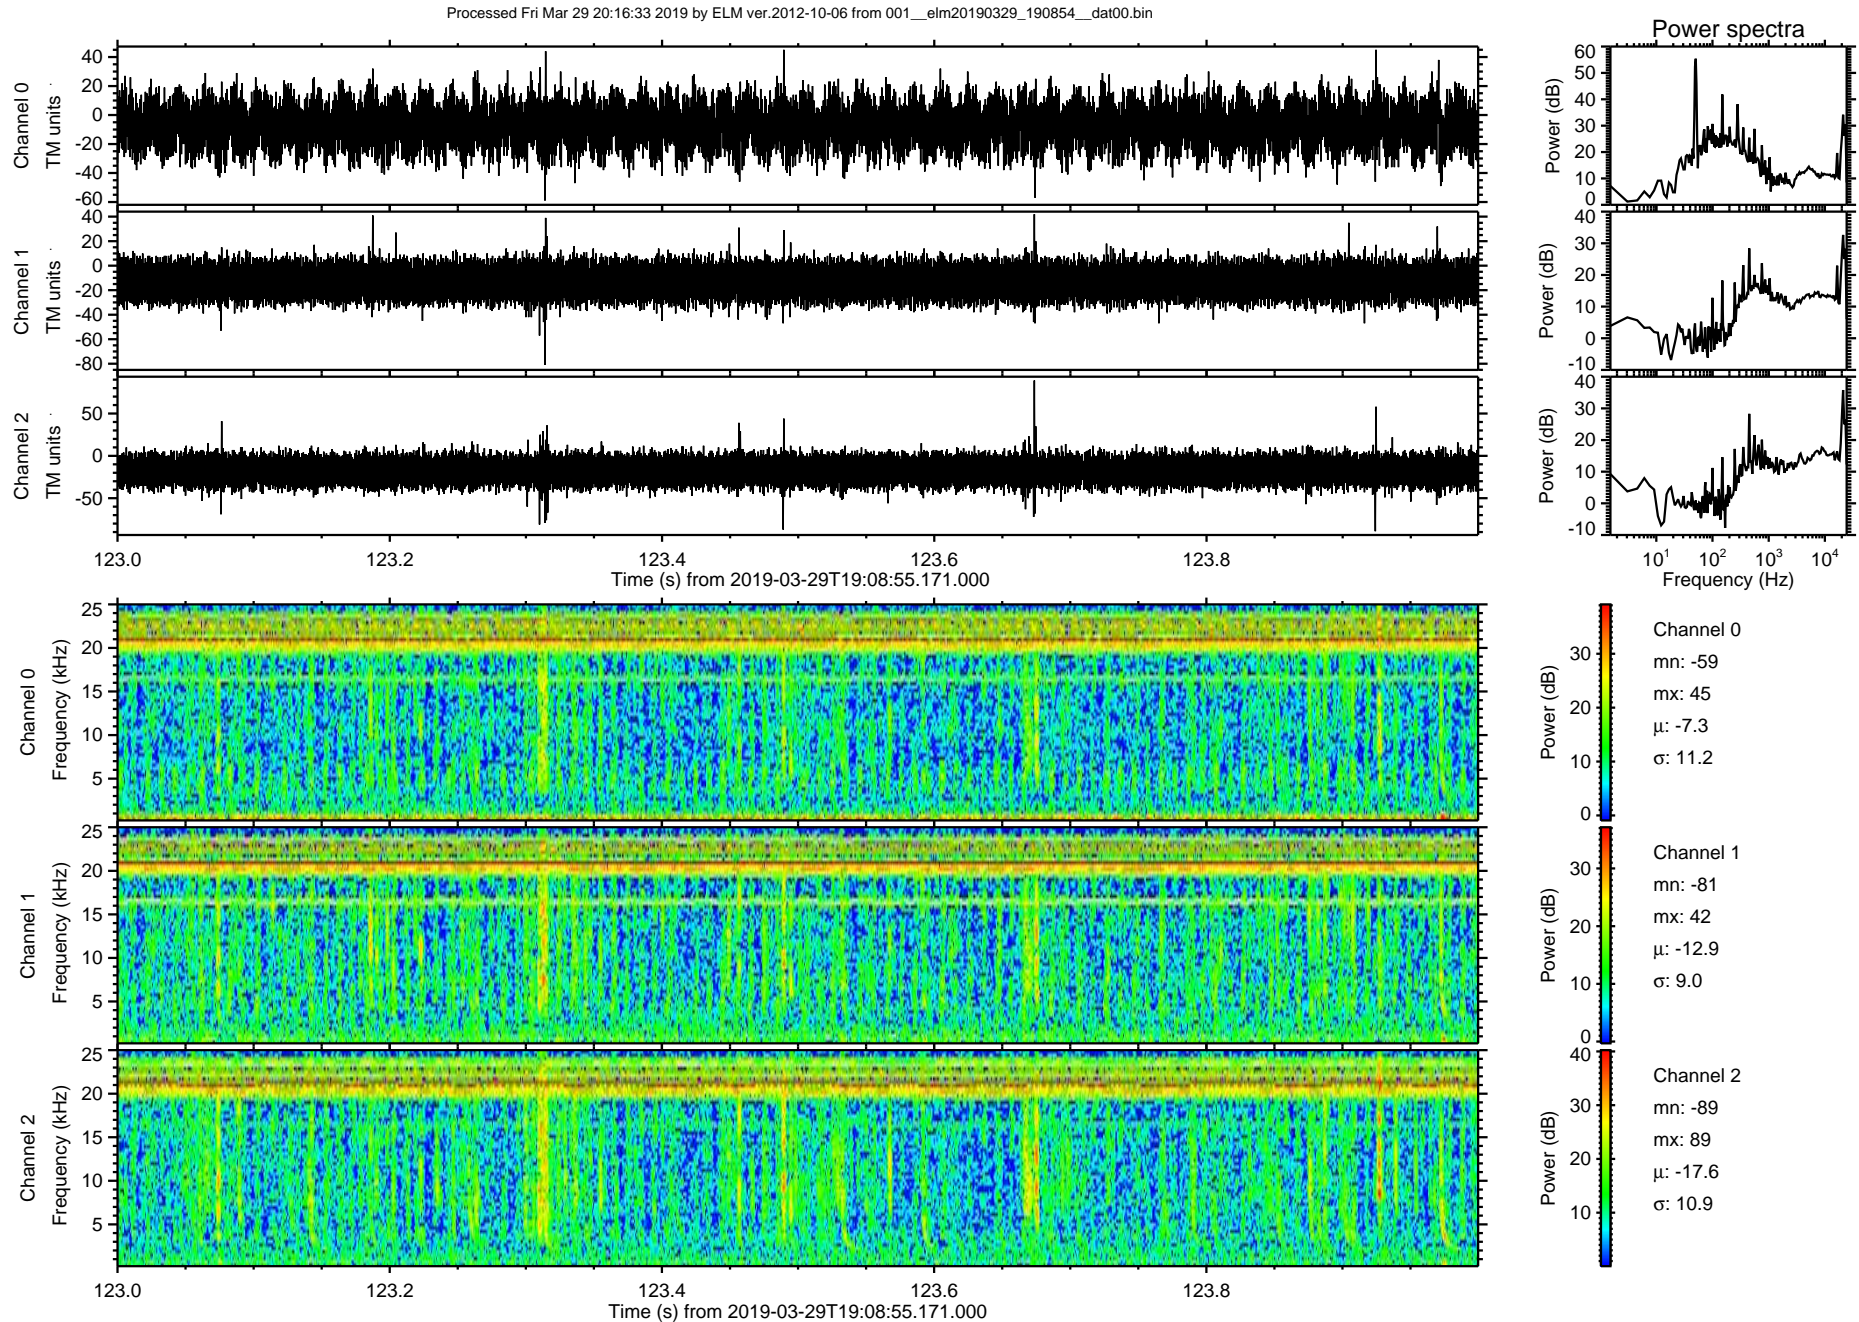 Processed Fri Mar 29 20:16:33 2019 by ELM ver.2012-10-06 from 001__elm20190329_190854__dat00.bin
Power spectra
Channel 0
TM units
40
20
0
-20
-40
-60
Power (dB)
60
50
40
30
20
10
0
Channel 1
TM units
40
20
0
-20
-40
-60
-80
Power (dB)
40
30
20
10
0
-10
Channel 2
TM units
50
0
-50
Power (dB)
40
30
20
10
0
-10
123.0 123.2 123.4 123.6 123.8
Time (s) from 2019-03-29T19:08:55.171.000
10^1 10^2 10^3 10^4
Frequency (Hz)
Channel 0
Frequency (kHz)
25
20
15
10
5
Power (dB)
30
20
10
0
Channel 0
mn: -59
mx: 45
μ: -7.3
σ: 11.2
Channel 1
Frequency (kHz)
25
20
15
10
5
Power (dB)
30
20
10
0
Channel 1
mn: -81
mx: 42
μ: -12.9
σ: 9.0
Channel 2
Frequency (kHz)
25
20
15
10
5
Power (dB)
40
30
20
10
Channel 2
mn: -89
mx: 89
μ: -17.6
σ: 10.9
123.0 123.2 123.4 123.6 123.8
Time (s) from 2019-03-29T19:08:55.171.000